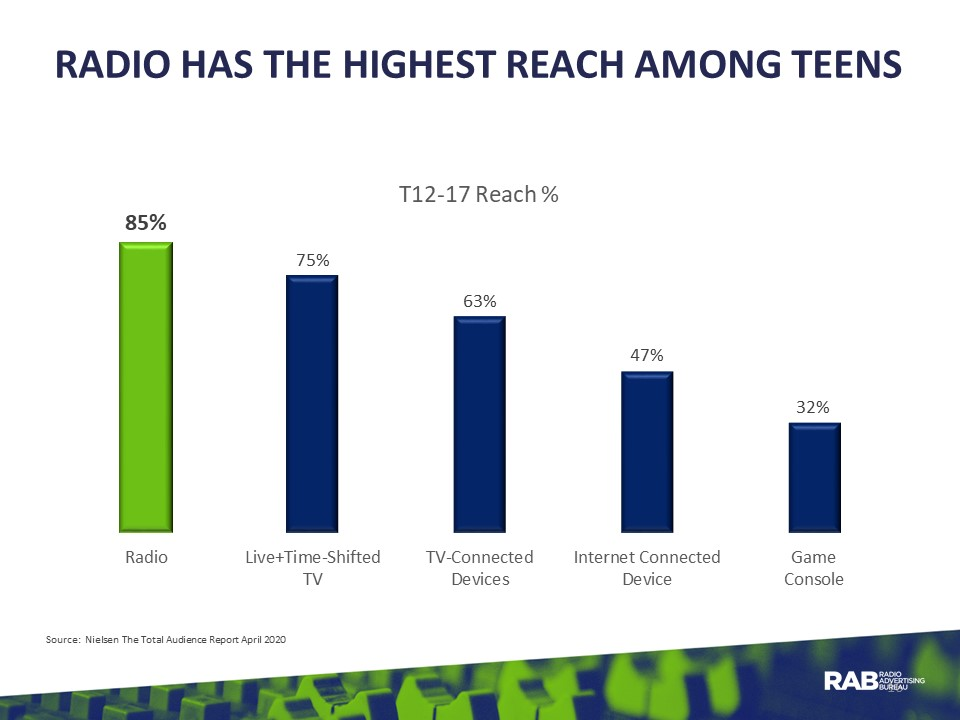 RADIO HAS THE HIGHEST REACH AMONG TEENS
T12-17 Reach %
85%
75%
63%
47%
32%
Radio
Live+Time-Shifted
TV
TV-Connected
Devices
Internet Connected
Device
Game
Console
Source:  Nielsen The Total Audience Report April 2020
RAB RADIO
ADVERTISING
BUREAU